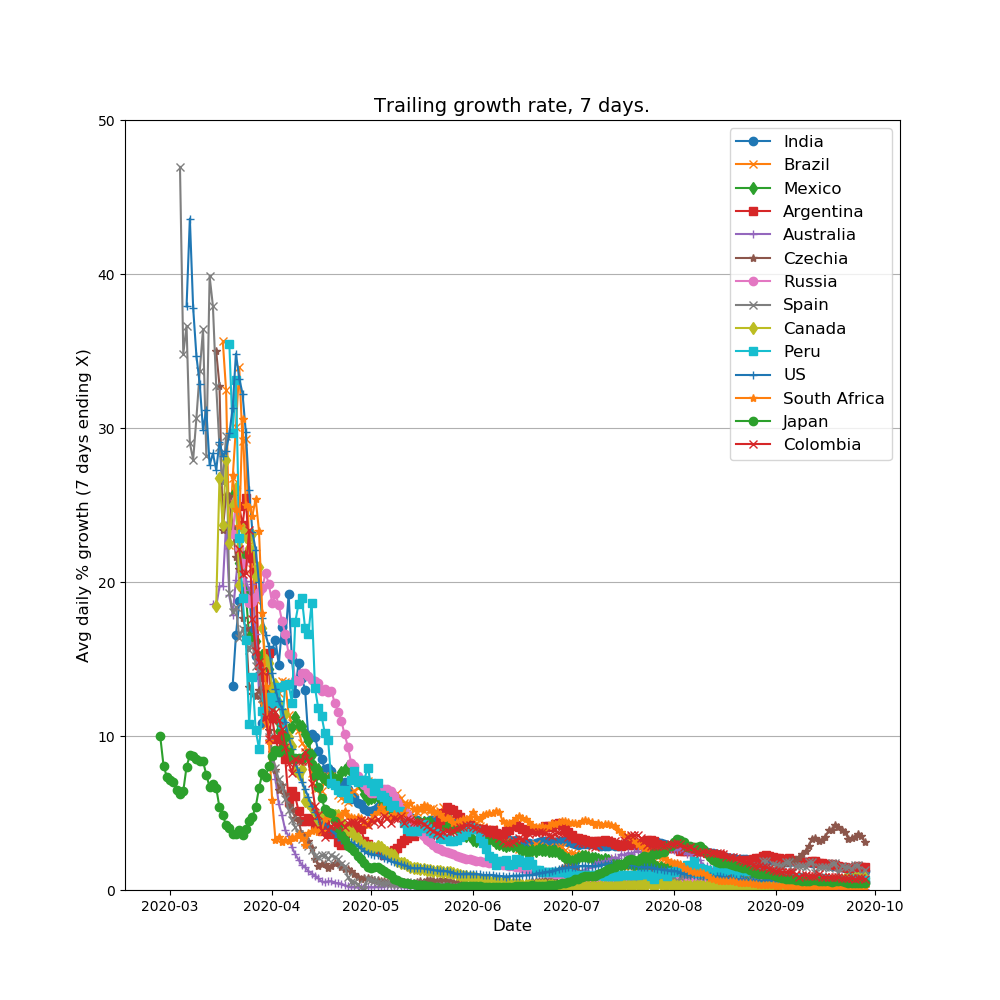 Trailing growth rate, 7 days.
50
40
30
20
10
0
Avg daily % growth (7 days ending X)
India
Brazil
Mexico
Argentina
Australia
Czechia
Russia
Spain
Canada
Peru
US
South Africa
Japan
Colombia
2020-03 2020-04 2020-05 2020-06 2020-07 2020-08 2020-09 2020-10
Date